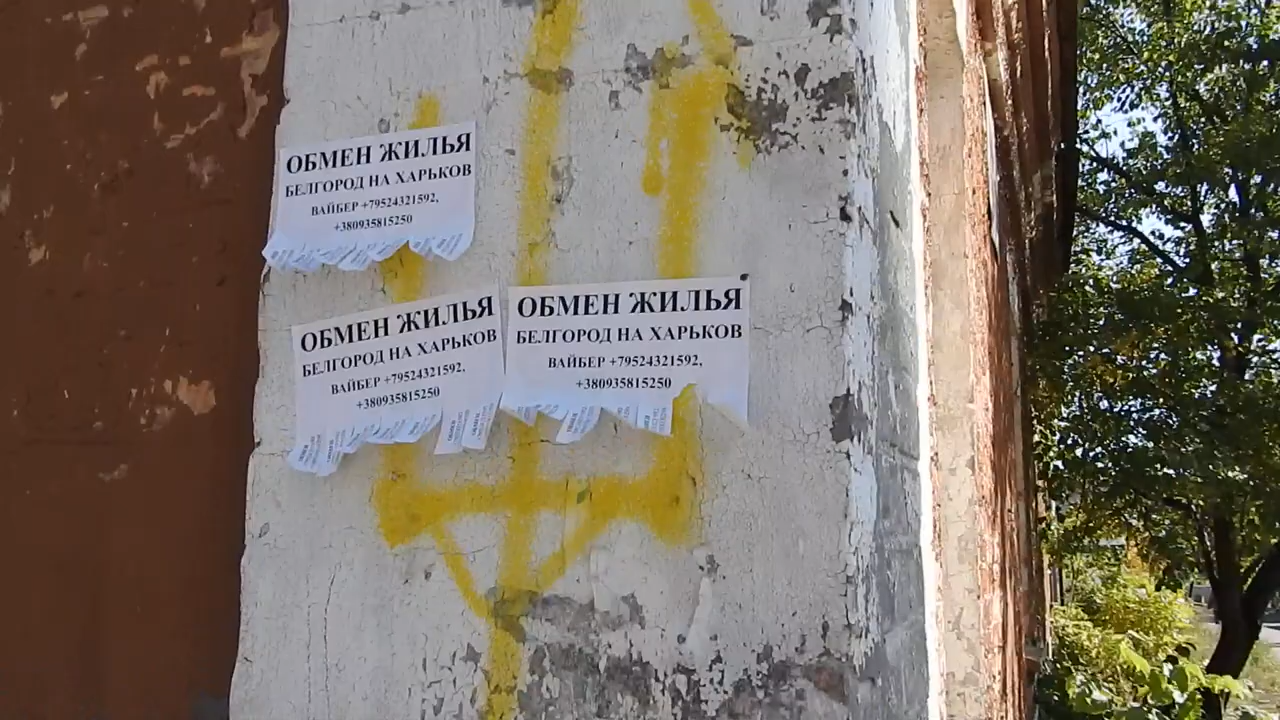 ОБМЕН ЖИЛЬЯ
БЕЛГОРОД НА ХАРЬКОВ
ВАЙБЕР +79524321592,
+380935815250
ОБМЕН ЖИЛЬЯ
БЕЛГОРОД НА ХАРЬКОВ
ВАЙБЕР +79524321592,
+380935815250
ОБМЕН ЖИЛЬЯ
БЕЛГОРОД НА ХАРЬКОВ
ВАЙБЕР +79524321592,
+380935815250